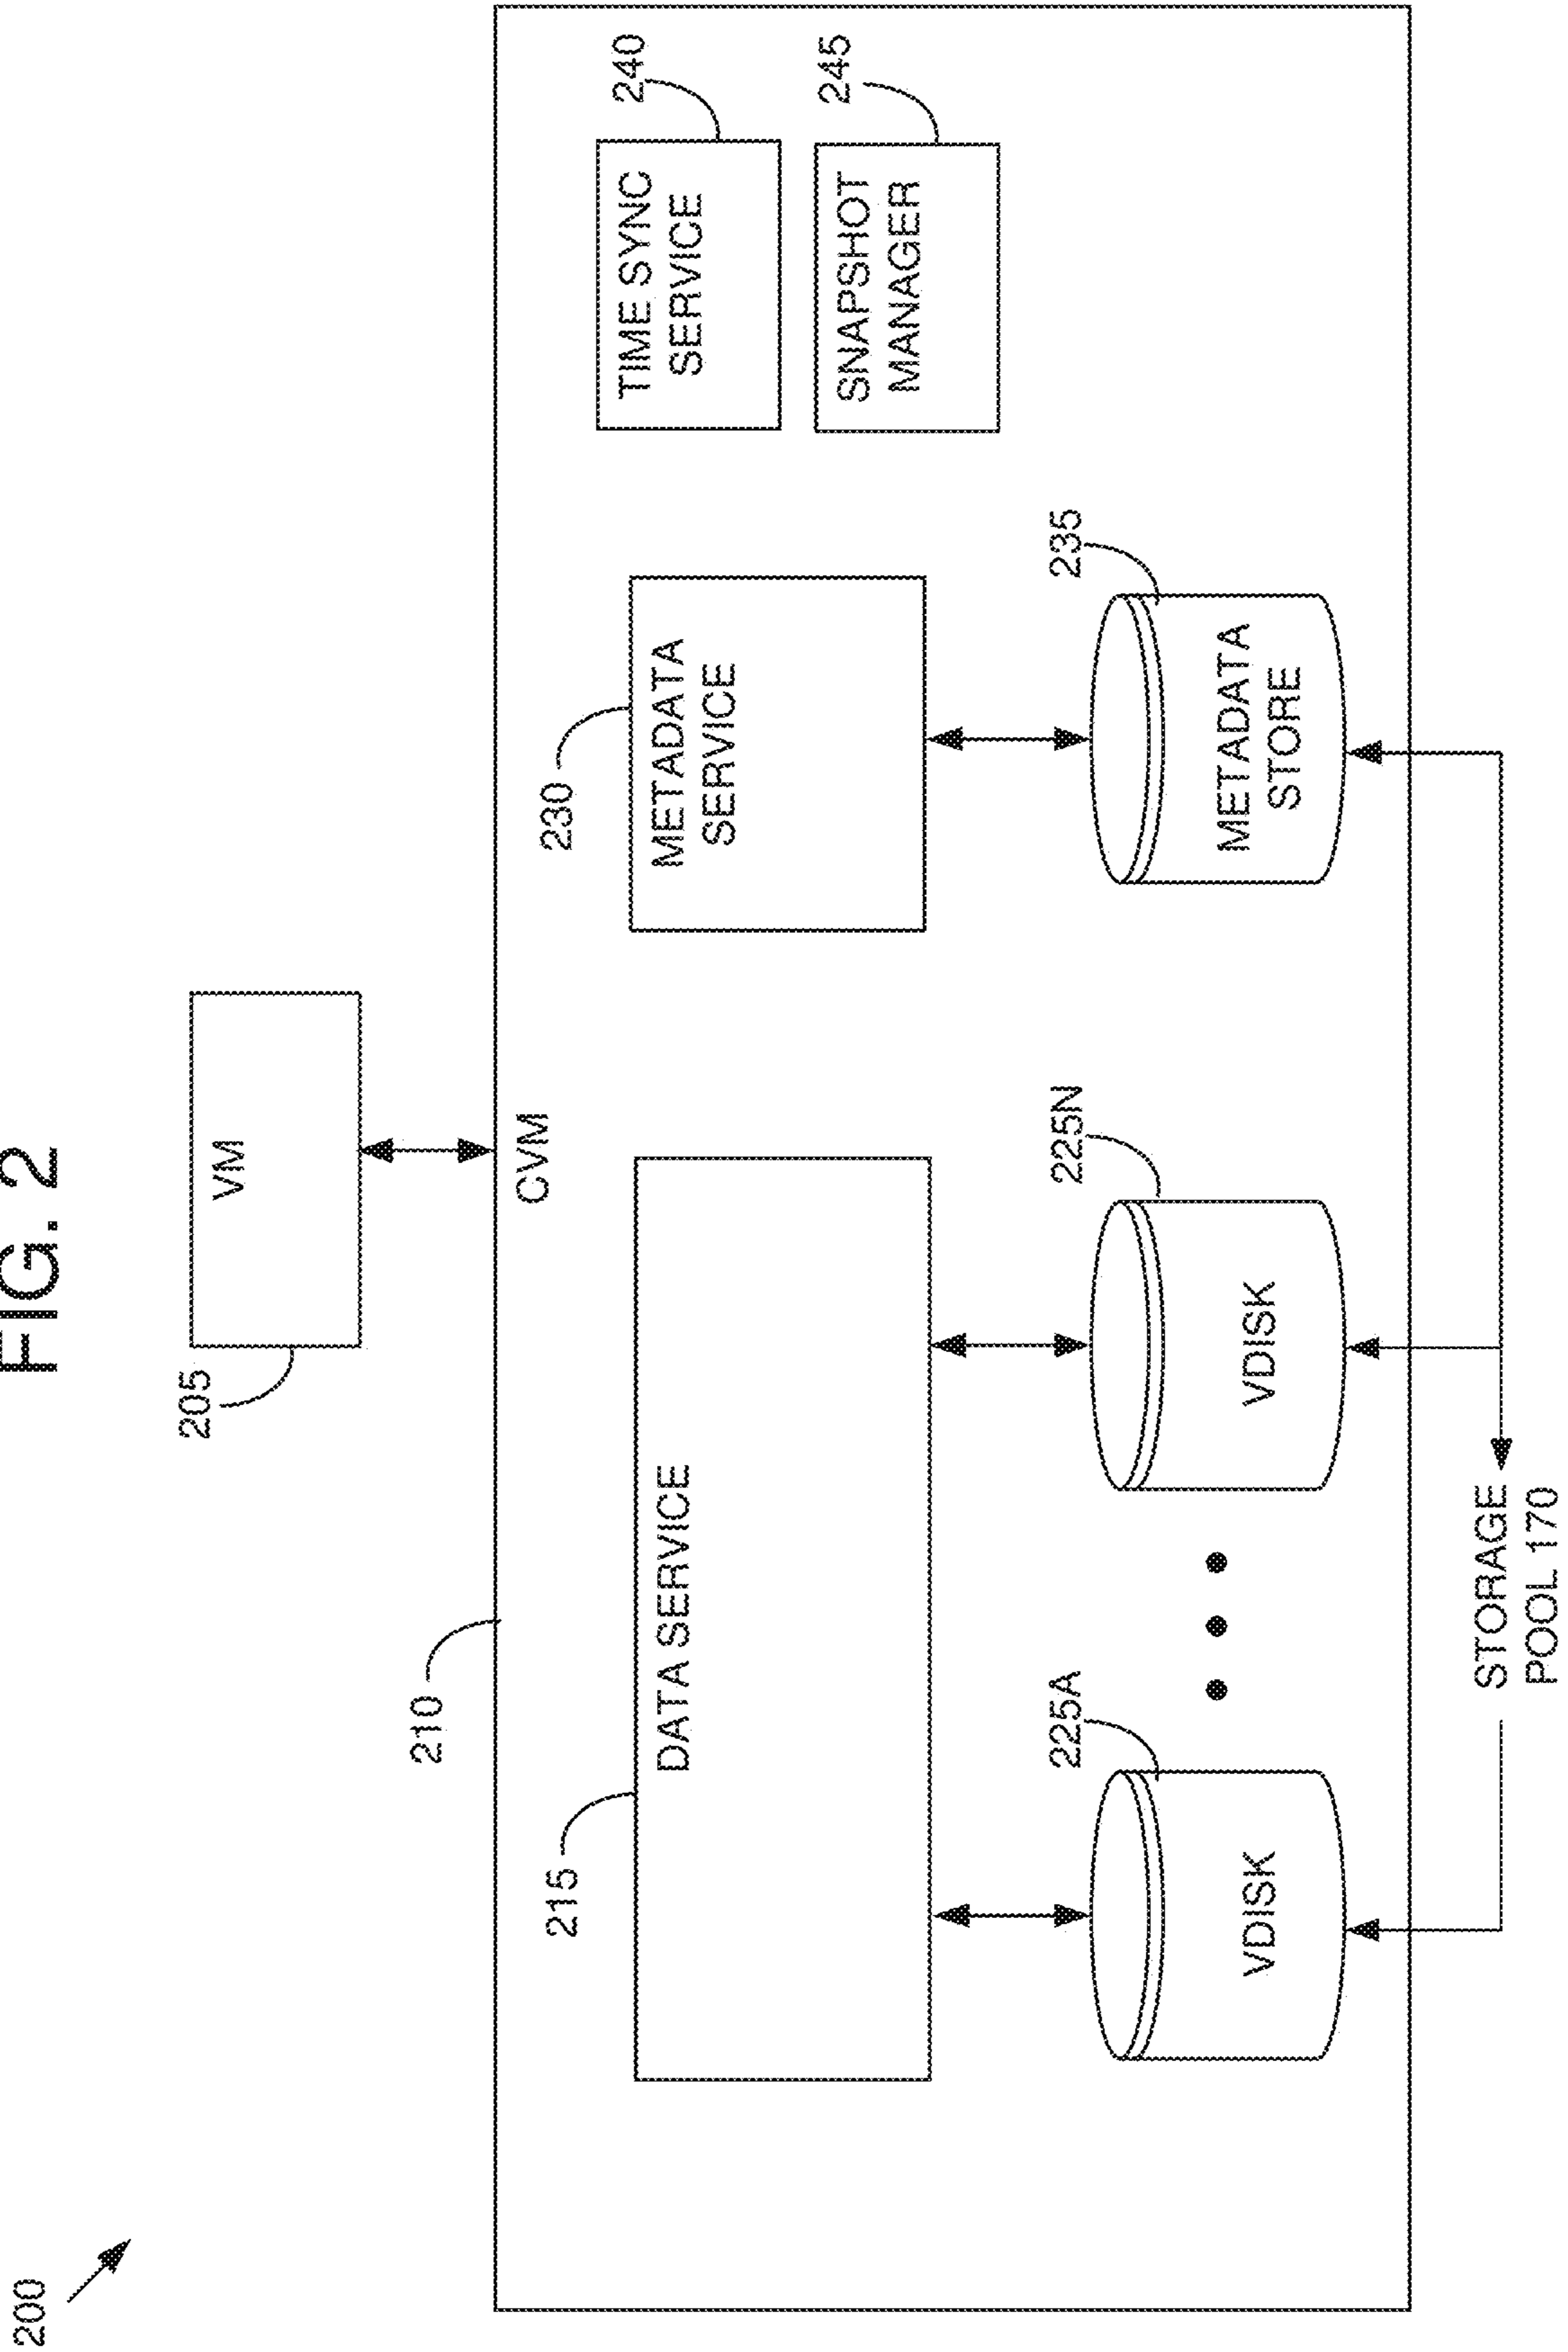 FIG. 2
200
205
VM
210
CVM
215
DATA SERVICE
230
METADATA
SERVICE
TIME SYNC
SERVICE
240
SNAPSHOT
MANAGER
245
225A
VDISK
225N
VDISK
235
METADATA
STORE
STORAGE
POOL 170